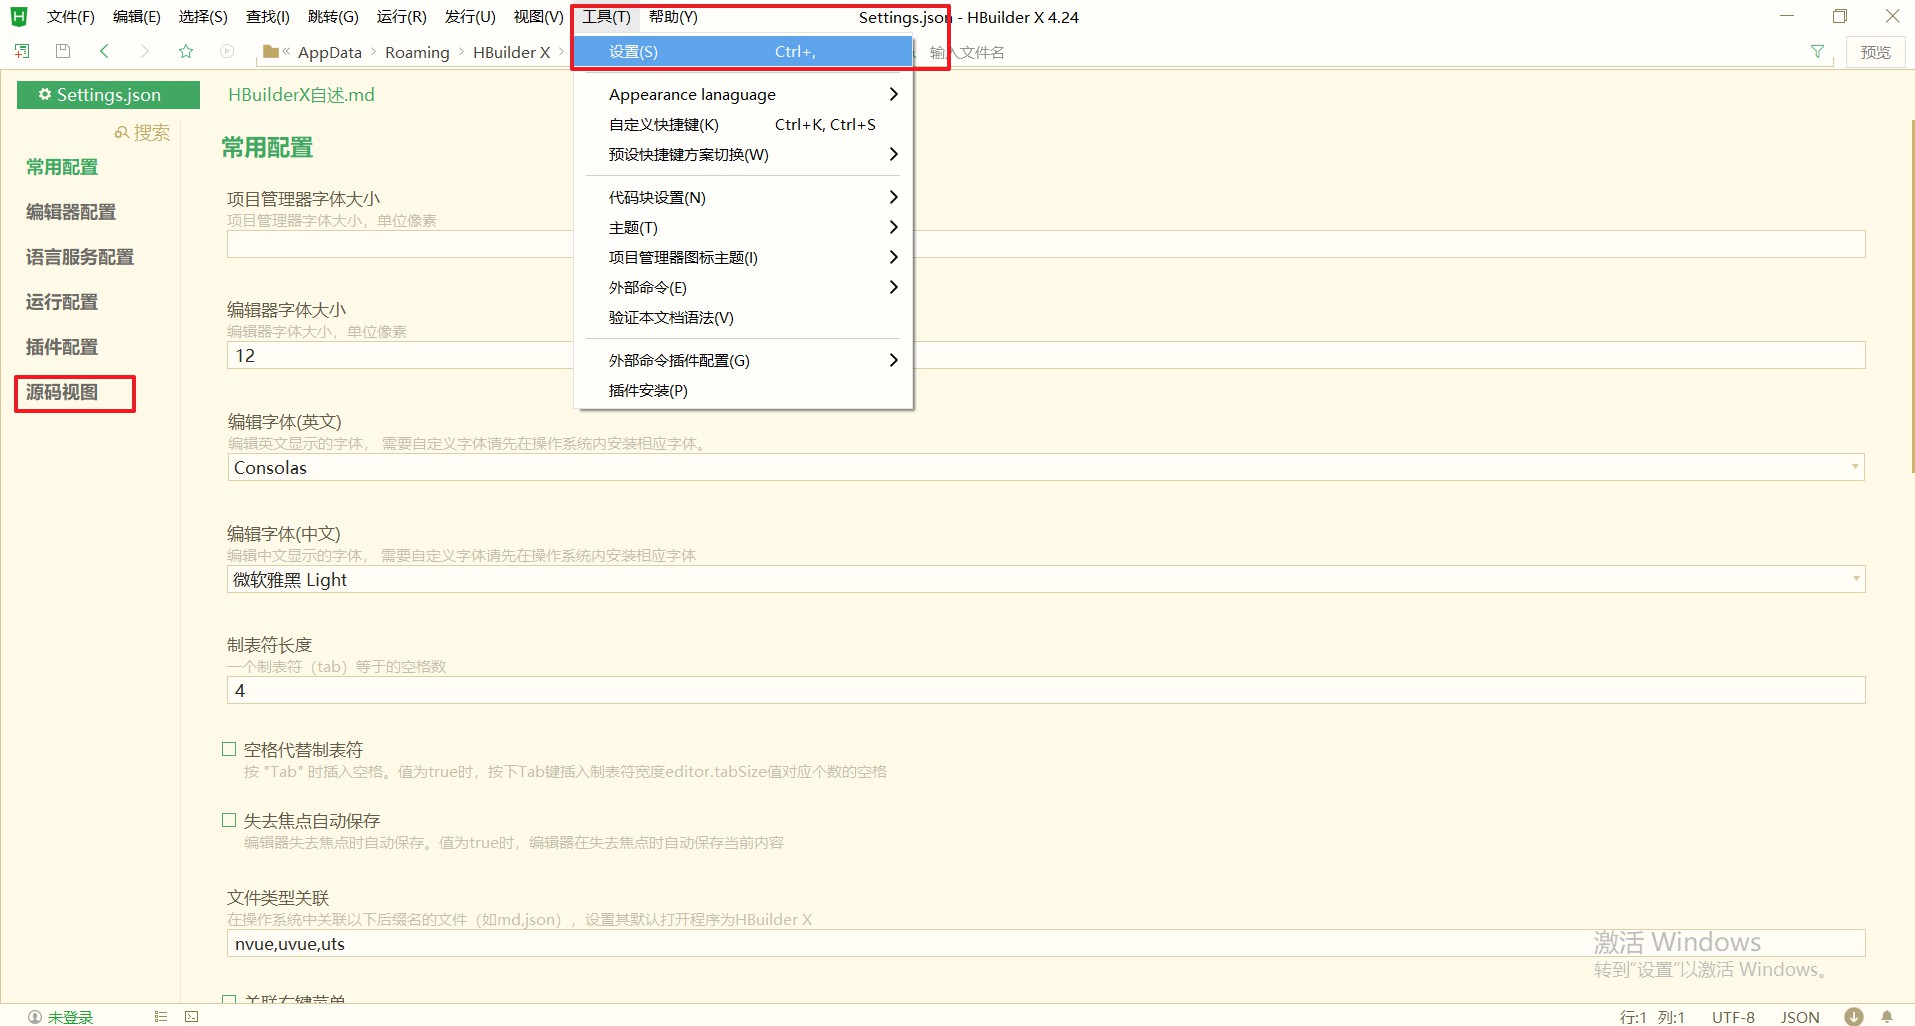 文件(F) 编辑(E) 选择(S) 查找(I) 跳转(G) 运行(R) 发行(U) 视图(V) 工具(T) 帮助(Y) Settings.json - HBuilder X 4.24
AppData Roaming HBuilder X 输入文件名 预览
设置(S) Ctrl+,
Appearance lanaguage
自定义快捷键(K) Ctrl+K, Ctrl+S
预设快捷键方案切换(W)
代码块设置(N)
主题(T)
项目管理器图标主题(I)
外部命令(E)
验证本文档语法(V)
外部命令插件配置(G)
插件安装(P)
Settings.json HBuilderX自述.md
搜索
常用配置
编辑器配置
语言服务配置
运行配置
插件配置
源码视图
常用配置
项目管理器字体大小
项目管理器字体大小，单位像素
编辑器字体大小
编辑器字体大小，单位像素
12
编辑字体(英文)
编辑英文显示的字体， 需要自定义字体请先在操作系统内安装相应字体。
Consolas
编辑字体(中文)
编辑中文显示的字体， 需要自定义字体请先在操作系统内安装相应字体
微软雅黑 Light
制表符长度
一个制表符（tab）等于的空格数
4
空格代替制表符
按 "Tab" 时插入空格。值为true时，按下Tab键插入制表符宽度editor.tabSize值对应个数的空格
失去焦点自动保存
编辑器失去焦点时自动保存。值为true时，编辑器在失去焦点时自动保存当前内容
文件类型关联
在操作系统中关联以下后缀名的文件（如md,json），设置其默认打开程序为HBuilder X
nvue,uvue,uts
关联右键菜单
激活 Windows
转到"设置"以激活 Windows。
未登录 行:1 列:1 UTF-8 JSON